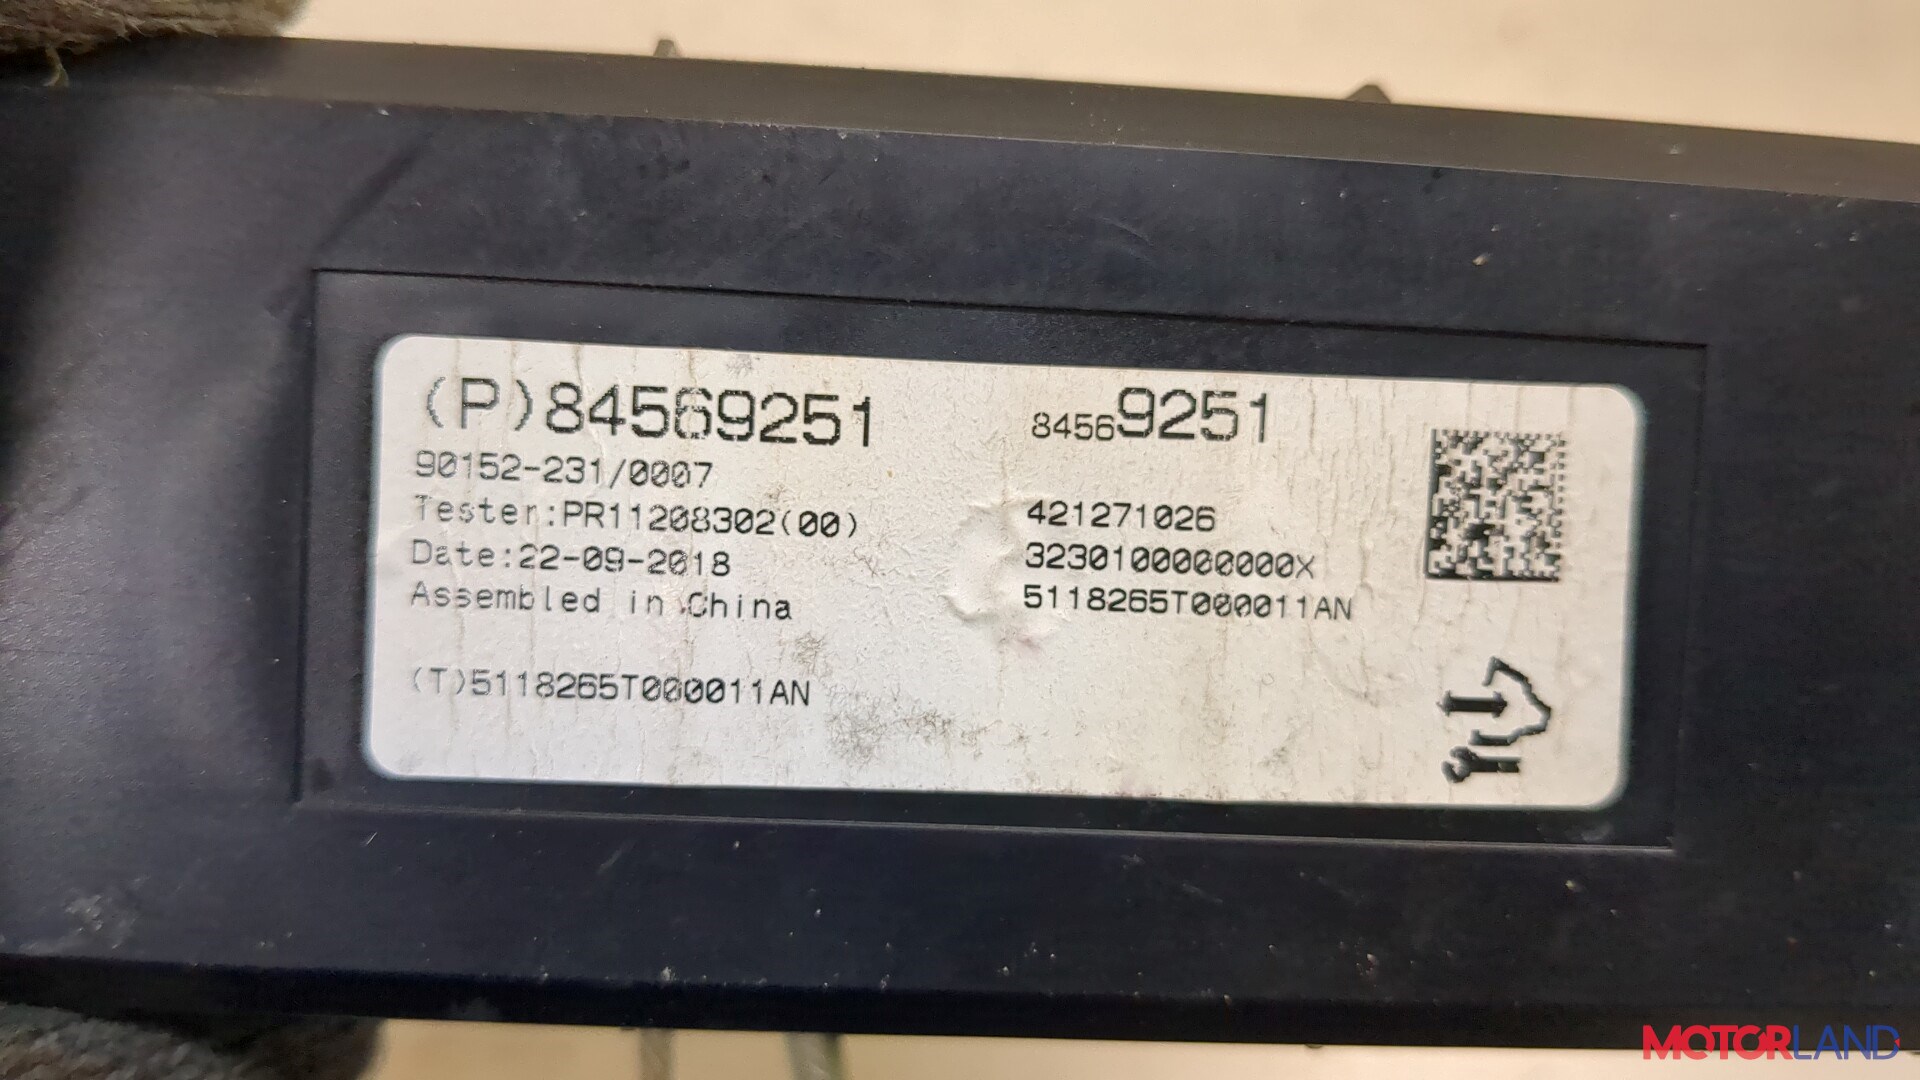 (P)84569251
84569251
90152-231/0007
Tester:PR11208302(00)
421271026
Date:22-09-2018
3230100000000X
Assembled in China
5118265T000011AN
(T)5118265T000011AN
MOTORLAND